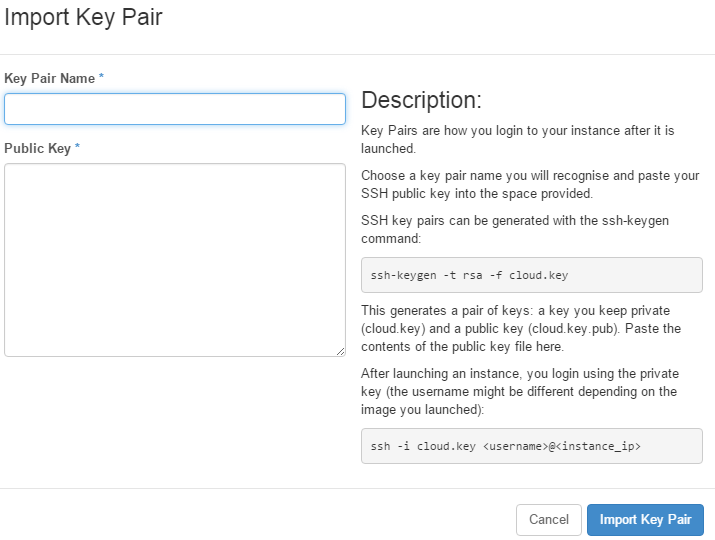 Import Key Pair
Key Pair Name *
Public Key *
Description:
Key Pairs are how you login to your instance after it is
launched.
Choose a key pair name you will recognise and paste your
SSH public key into the space provided.
SSH key pairs can be generated with the ssh-keygen
command:
ssh-keygen -t rsa -f cloud.key
This generates a pair of keys: a key you keep private
(cloud.key) and a public key (cloud.key.pub). Paste the
contents of the public key file here.
After launching an instance, you login using the private
key (the username might be different depending on the
image you launched):
ssh -i cloud.key <username>@<instance_ip>
Cancel
Import Key Pair